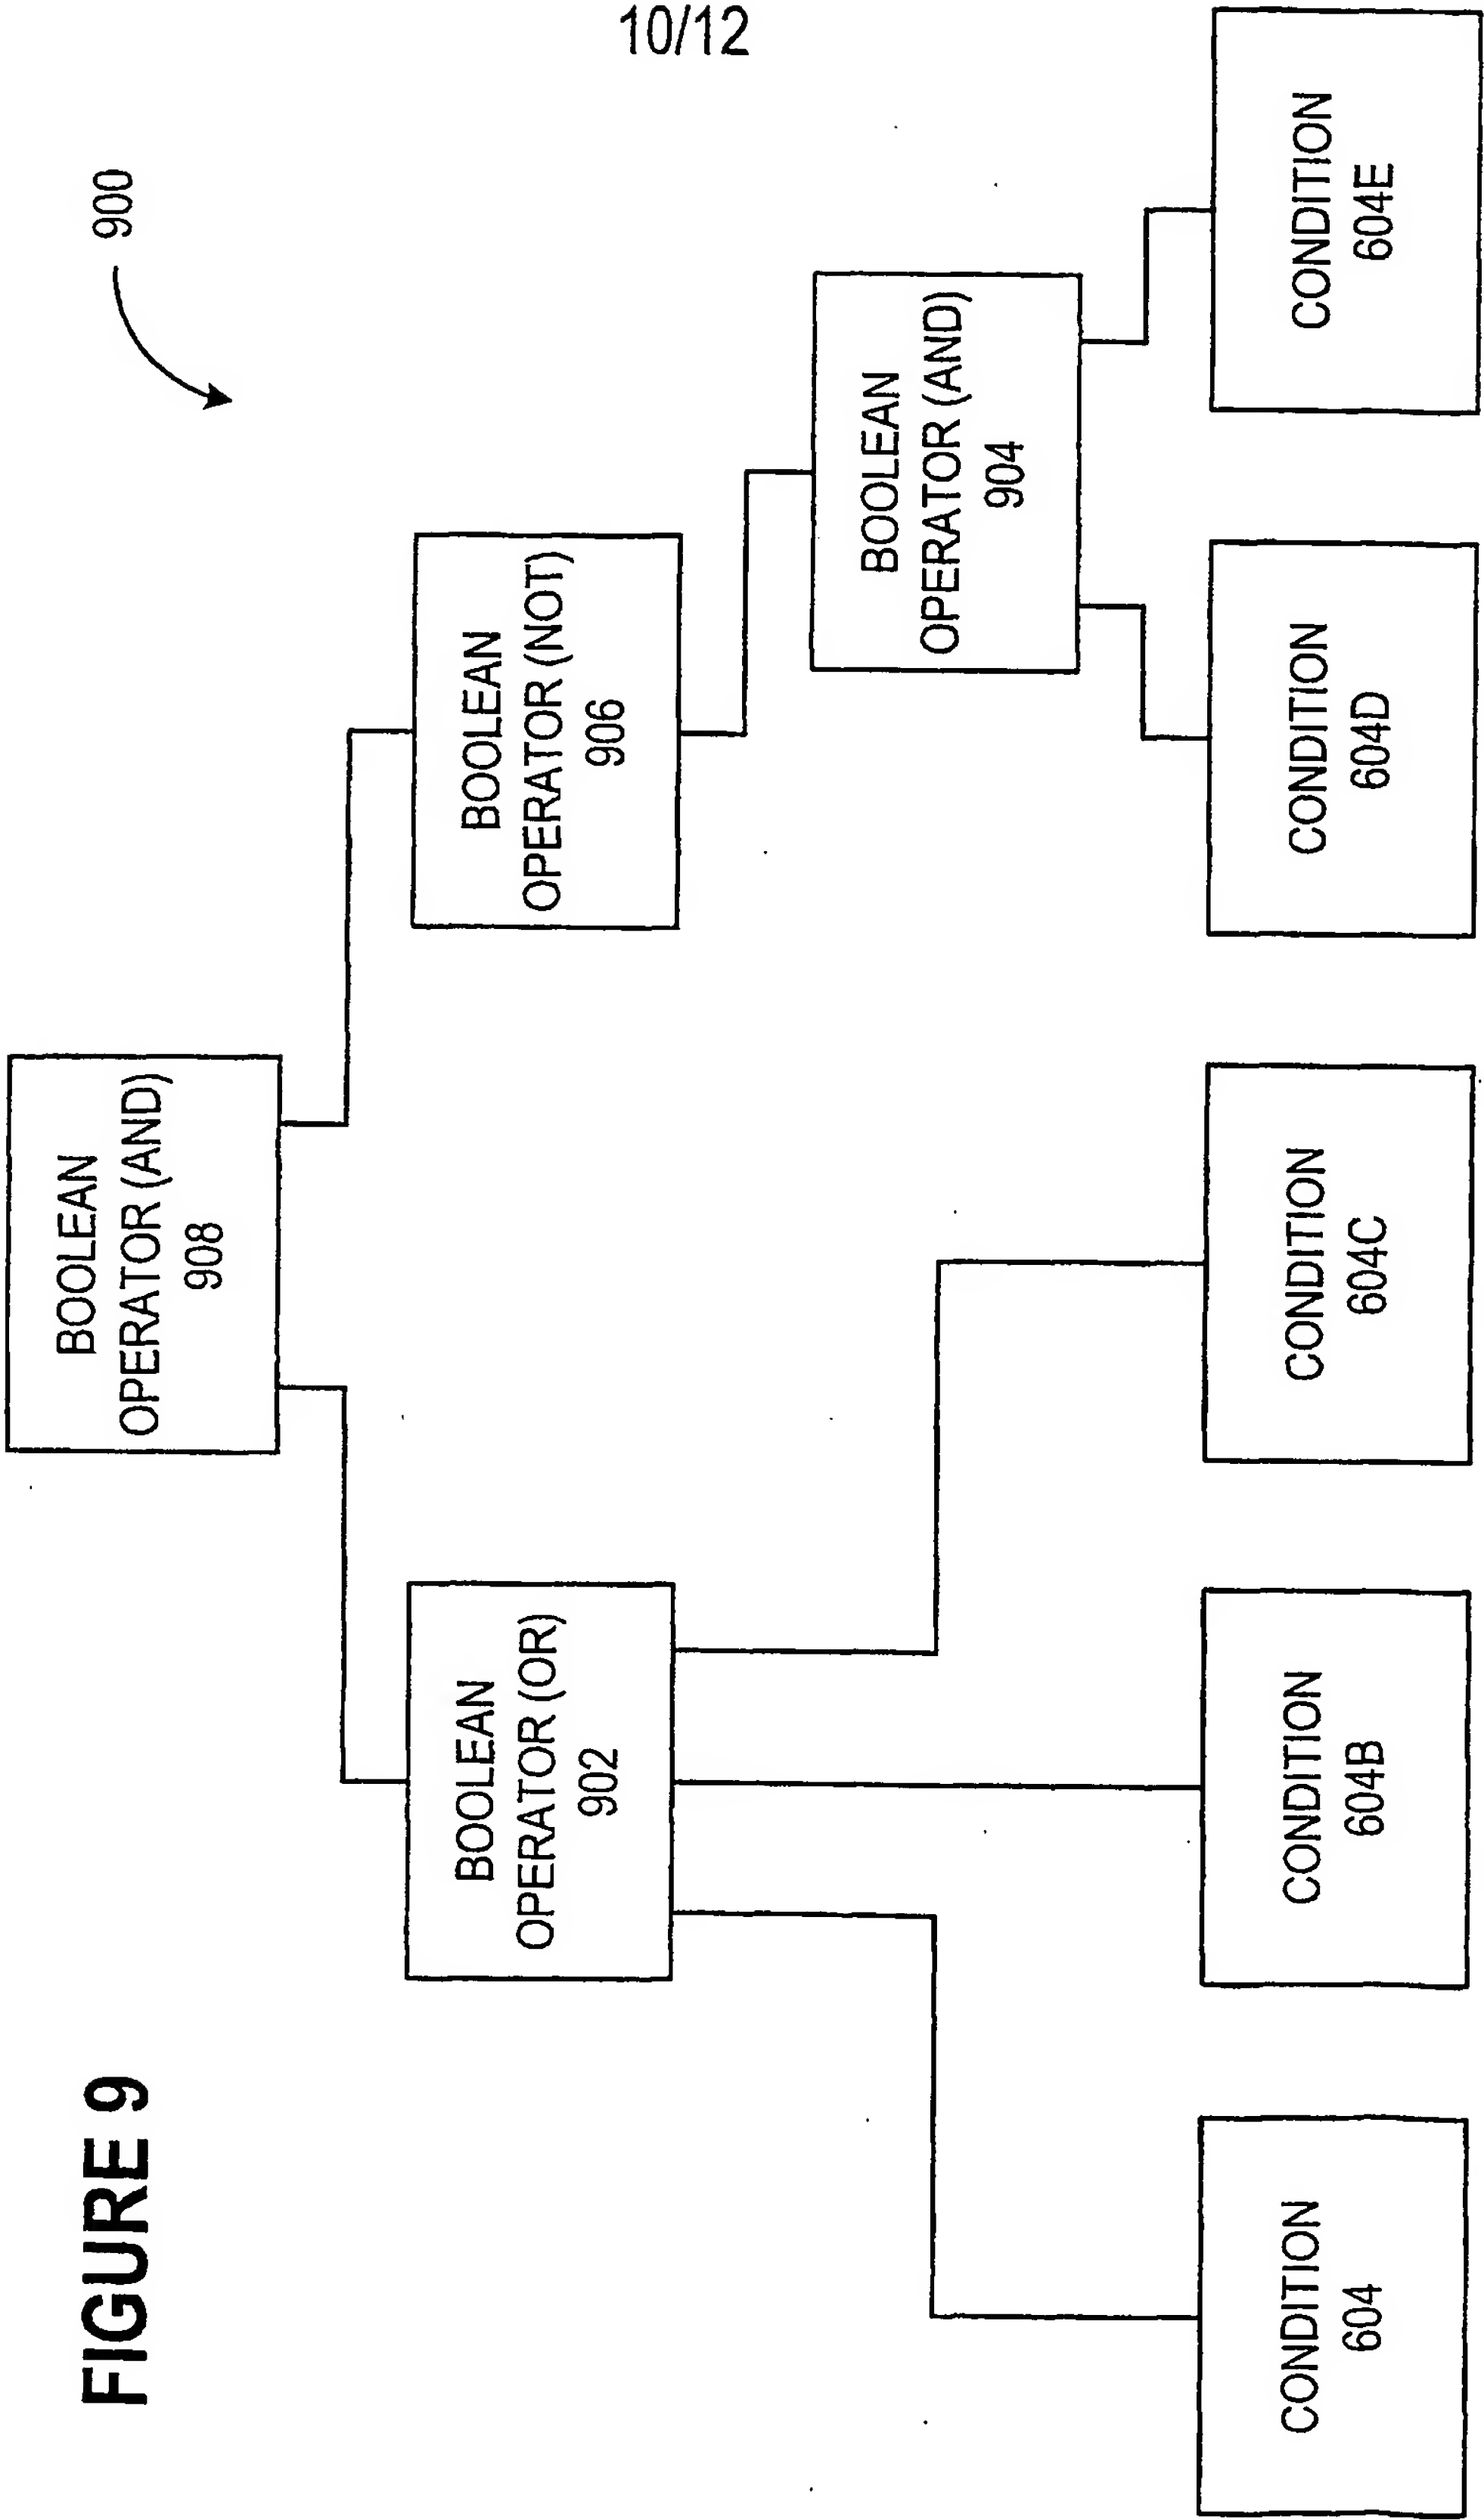 10/12
FIGURE 9
900
BOOLEAN
OPERATOR (AND)
908
BOOLEAN
OPERATOR (OR)
902
BOOLEAN
OPERATOR (NOT)
906
BOOLEAN
OPERATOR (AND)
904
CONDITION
604
CONDITION
604B
CONDITION
604C
CONDITION
604D
CONDITION
604E